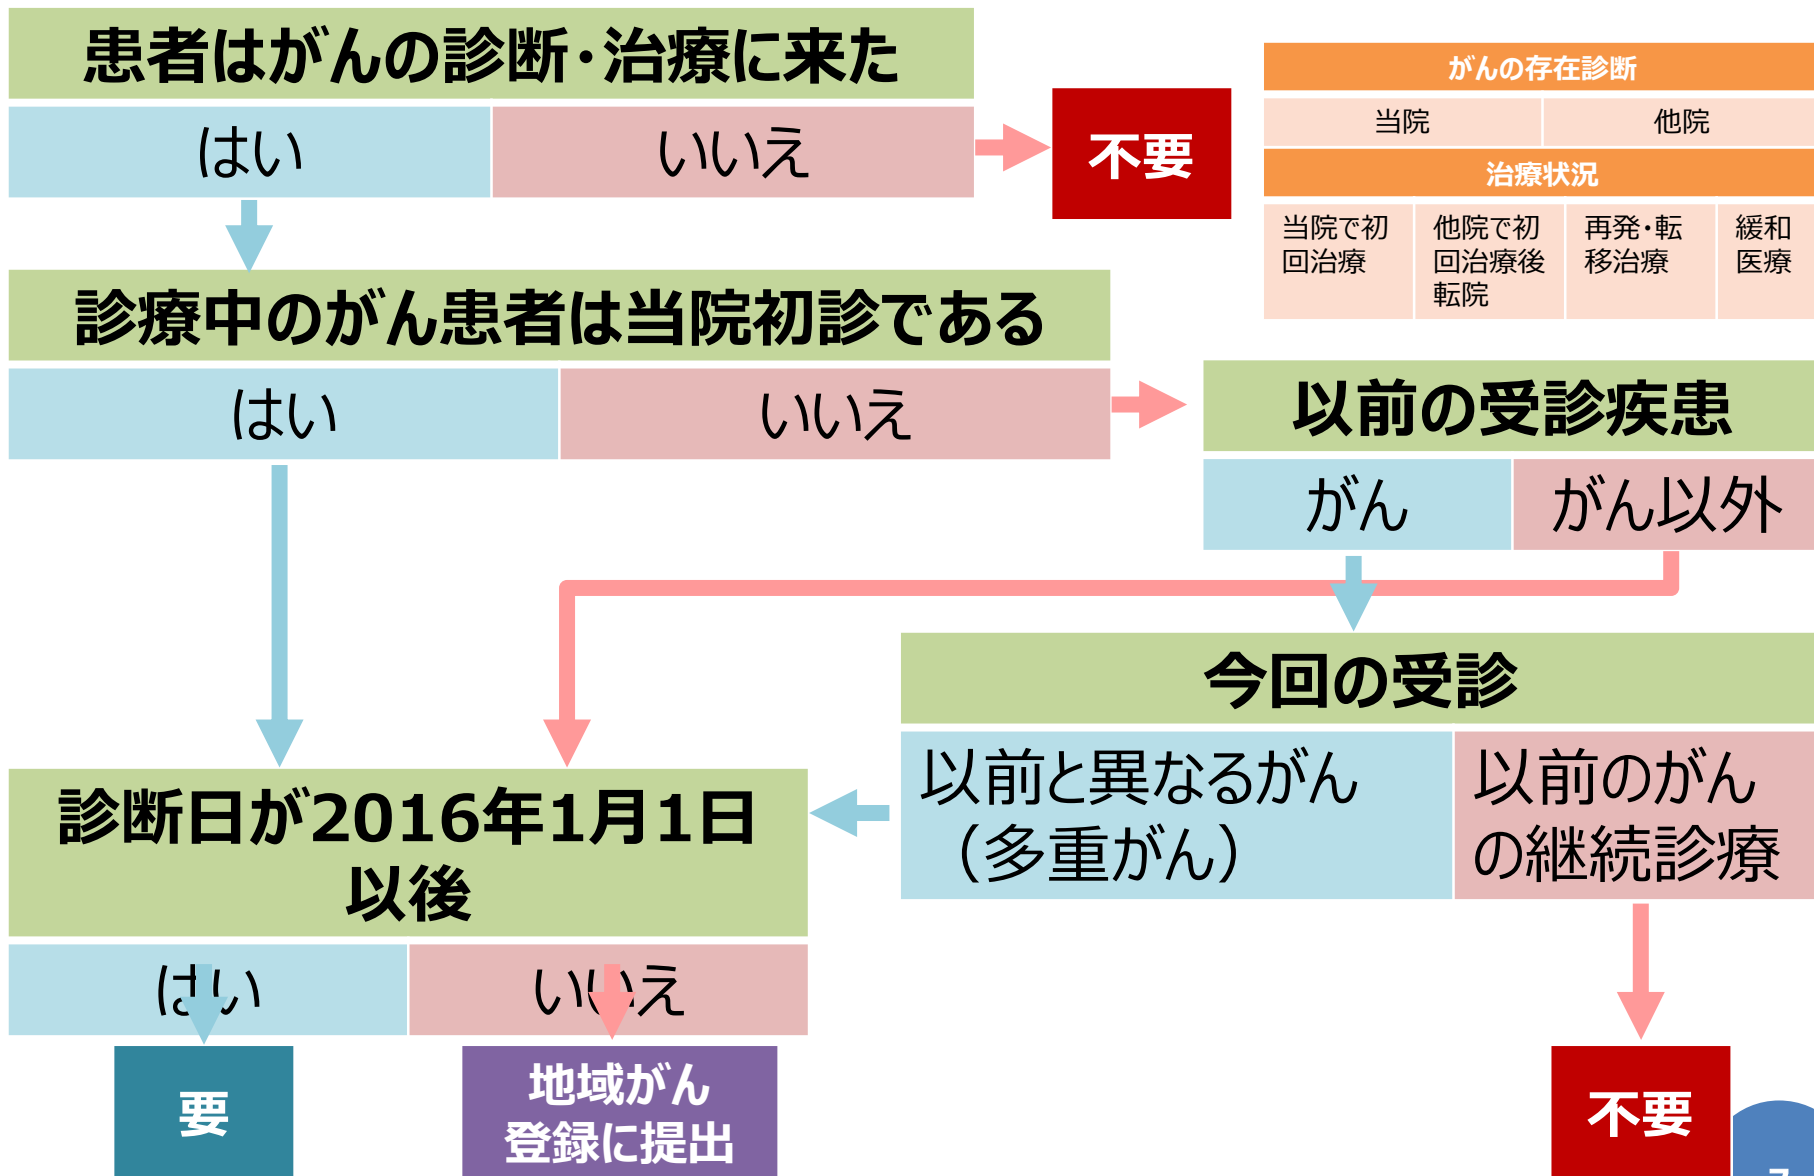 患者はがんの診断・治療に来た
はい
いいえ
不要
がんの存在診断
当院
他院
治療状況
当院で初
回治療
他院で初
回治療後
転院
再発・転
移治療
緩和
医療
診療中のがん患者は当院初診である
はい
いいえ
以前の受診疾患
がん
がん以外
今回の受診
以前と異なるがん
（多重がん）
以前のがん
の継続診療
診断日が2016年1月1日
以後
はい
いいえ
要
地域がん
登録に提出
不要